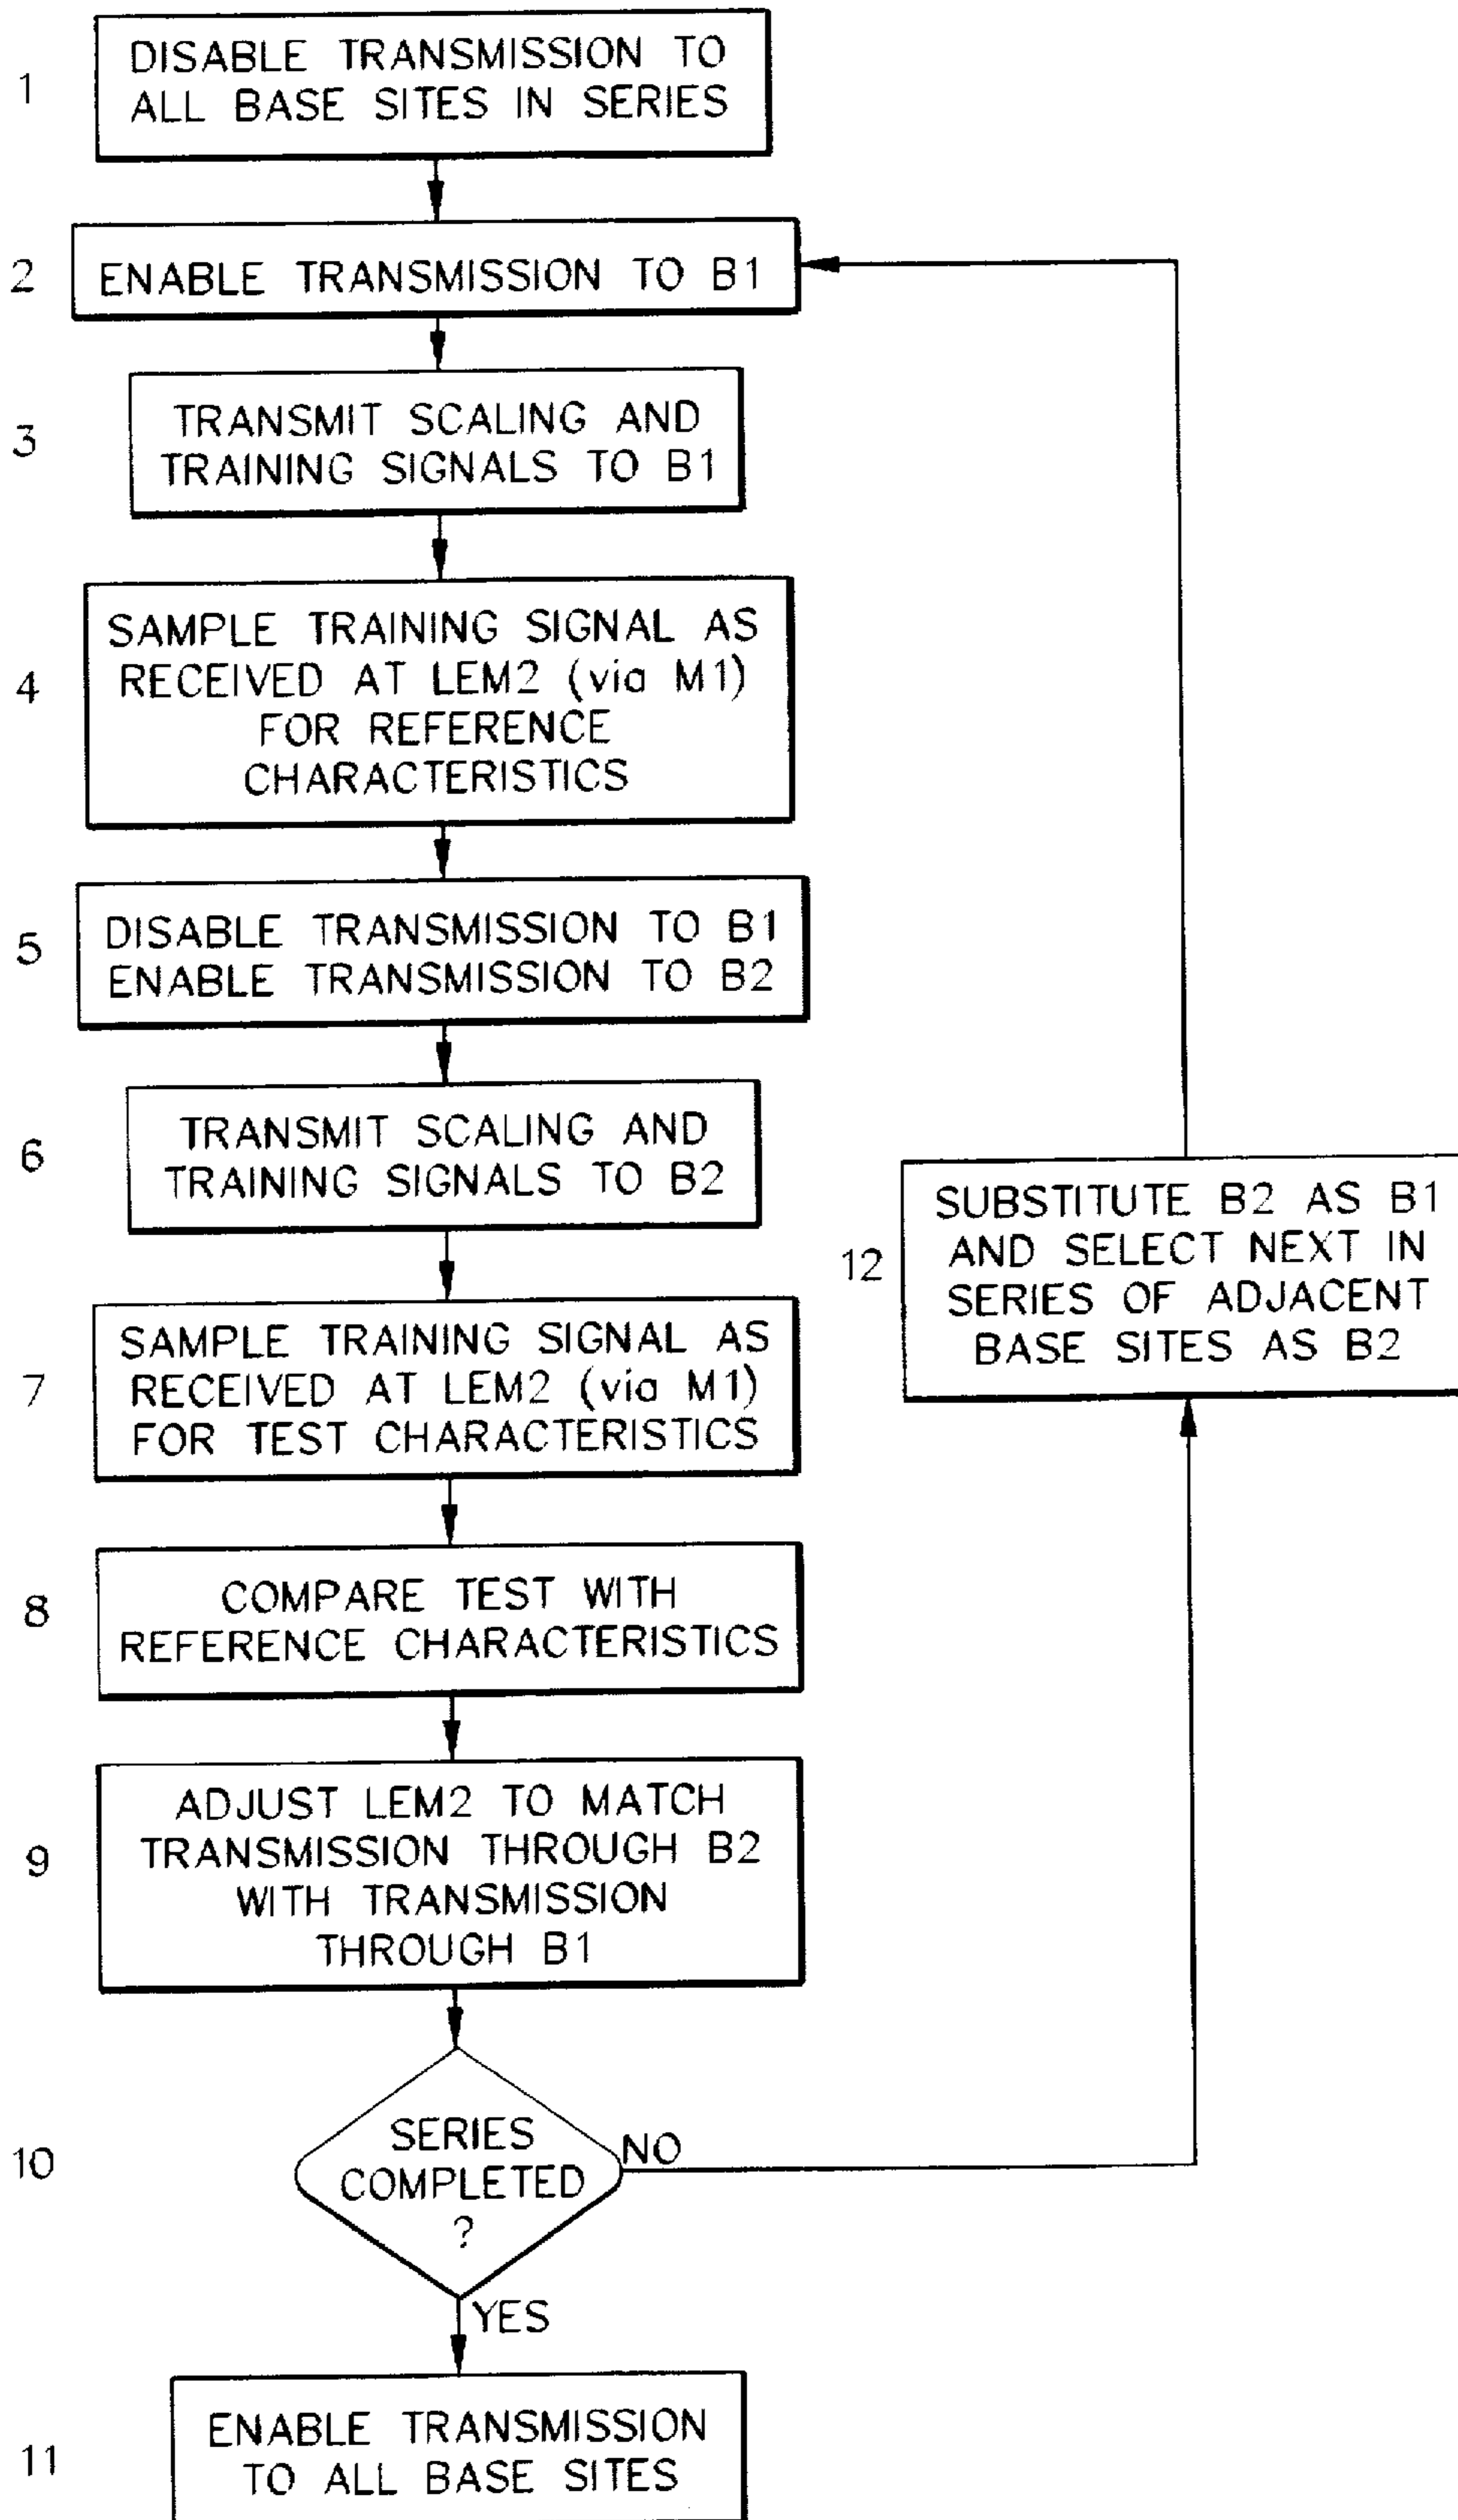 1
DISABLE TRANSMISSION TO
ALL BASE SITES IN SERIES
2
ENABLE TRANSMISSION TO B1
3
TRANSMIT SCALING AND
TRAINING SIGNALS TO B1
4
SAMPLE TRAINING SIGNAL AS
RECEIVED AT LEM2 (via M1)
FOR REFERENCE
CHARACTERISTICS
5
DISABLE TRANSMISSION TO B1
ENABLE TRANSMISSION TO B2
6
TRANSMIT SCALING AND
TRAINING SIGNALS TO B2
7
SAMPLE TRAINING SIGNAL AS
RECEIVED AT LEM2 (via M1)
FOR TEST CHARACTERISTICS
8
COMPARE TEST WITH
REFERENCE CHARACTERISTICS
9
ADJUST LEM2 TO MATCH
TRANSMISSION THROUGH B2
WITH TRANSMISSION
THROUGH B1
10
SERIES
COMPLETED
?
NO
YES
11
ENABLE TRANSMISSION
TO ALL BASE SITES
12
SUBSTITUTE B2 AS B1
AND SELECT NEXT IN
SERIES OF ADJACENT
BASE SITES AS B2